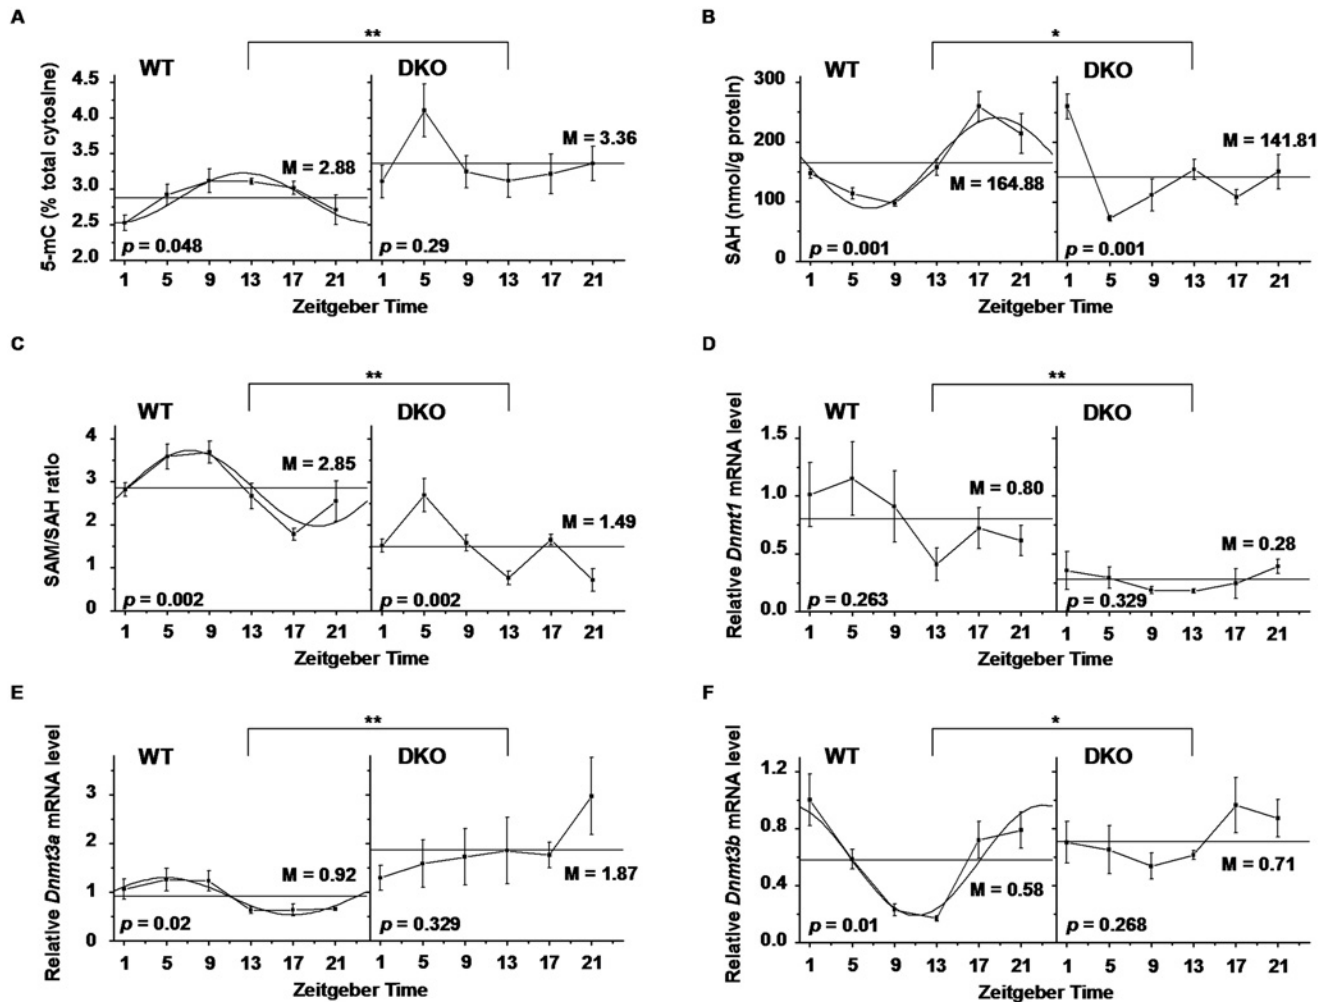 A
**
WT
DKO
5-mC (% total cytosine)
4.5
4.0
3.5
3.0
2.5
2.0
M = 2.88
M = 3.36
p = 0.048
p = 0.29
1 5 9 13 17 21 1 5 9 13 17 21
Zeitgeber Time
B
*
WT
DKO
SAH (nmol/g protein)
300
200
100
0
M = 164.88
M = 141.81
p = 0.001
p = 0.001
1 5 9 13 17 21 1 5 9 13 17 21
Zeitgeber Time
C
**
WT
DKO
SAM/SAH ratio
4
3
2
1
0
M = 2.85
M = 1.49
p = 0.002
p = 0.002
1 5 9 13 17 21 1 5 9 13 17 21
Zeitgeber Time
D
**
WT
DKO
Relative Dnmt1 mRNA level
1.5
1.0
0.5
0.0
M = 0.80
M = 0.28
p = 0.263
p = 0.329
1 5 9 13 17 21 1 5 9 13 17 21
Zeitgeber Time
E
**
WT
DKO
Relative Dnmt3a mRNA level
3
2
1
0
M = 0.92
M = 1.87
p = 0.02
p = 0.329
1 5 9 13 17 21 1 5 9 13 17 21
Zeitgeber Time
F
*
WT
DKO
Relative Dnmt3b mRNA level
1.2
0.8
0.4
0.0
M = 0.58
M = 0.71
p = 0.01
p = 0.268
1 5 9 13 17 21 1 5 9 13 17 21
Zeitgeber Time